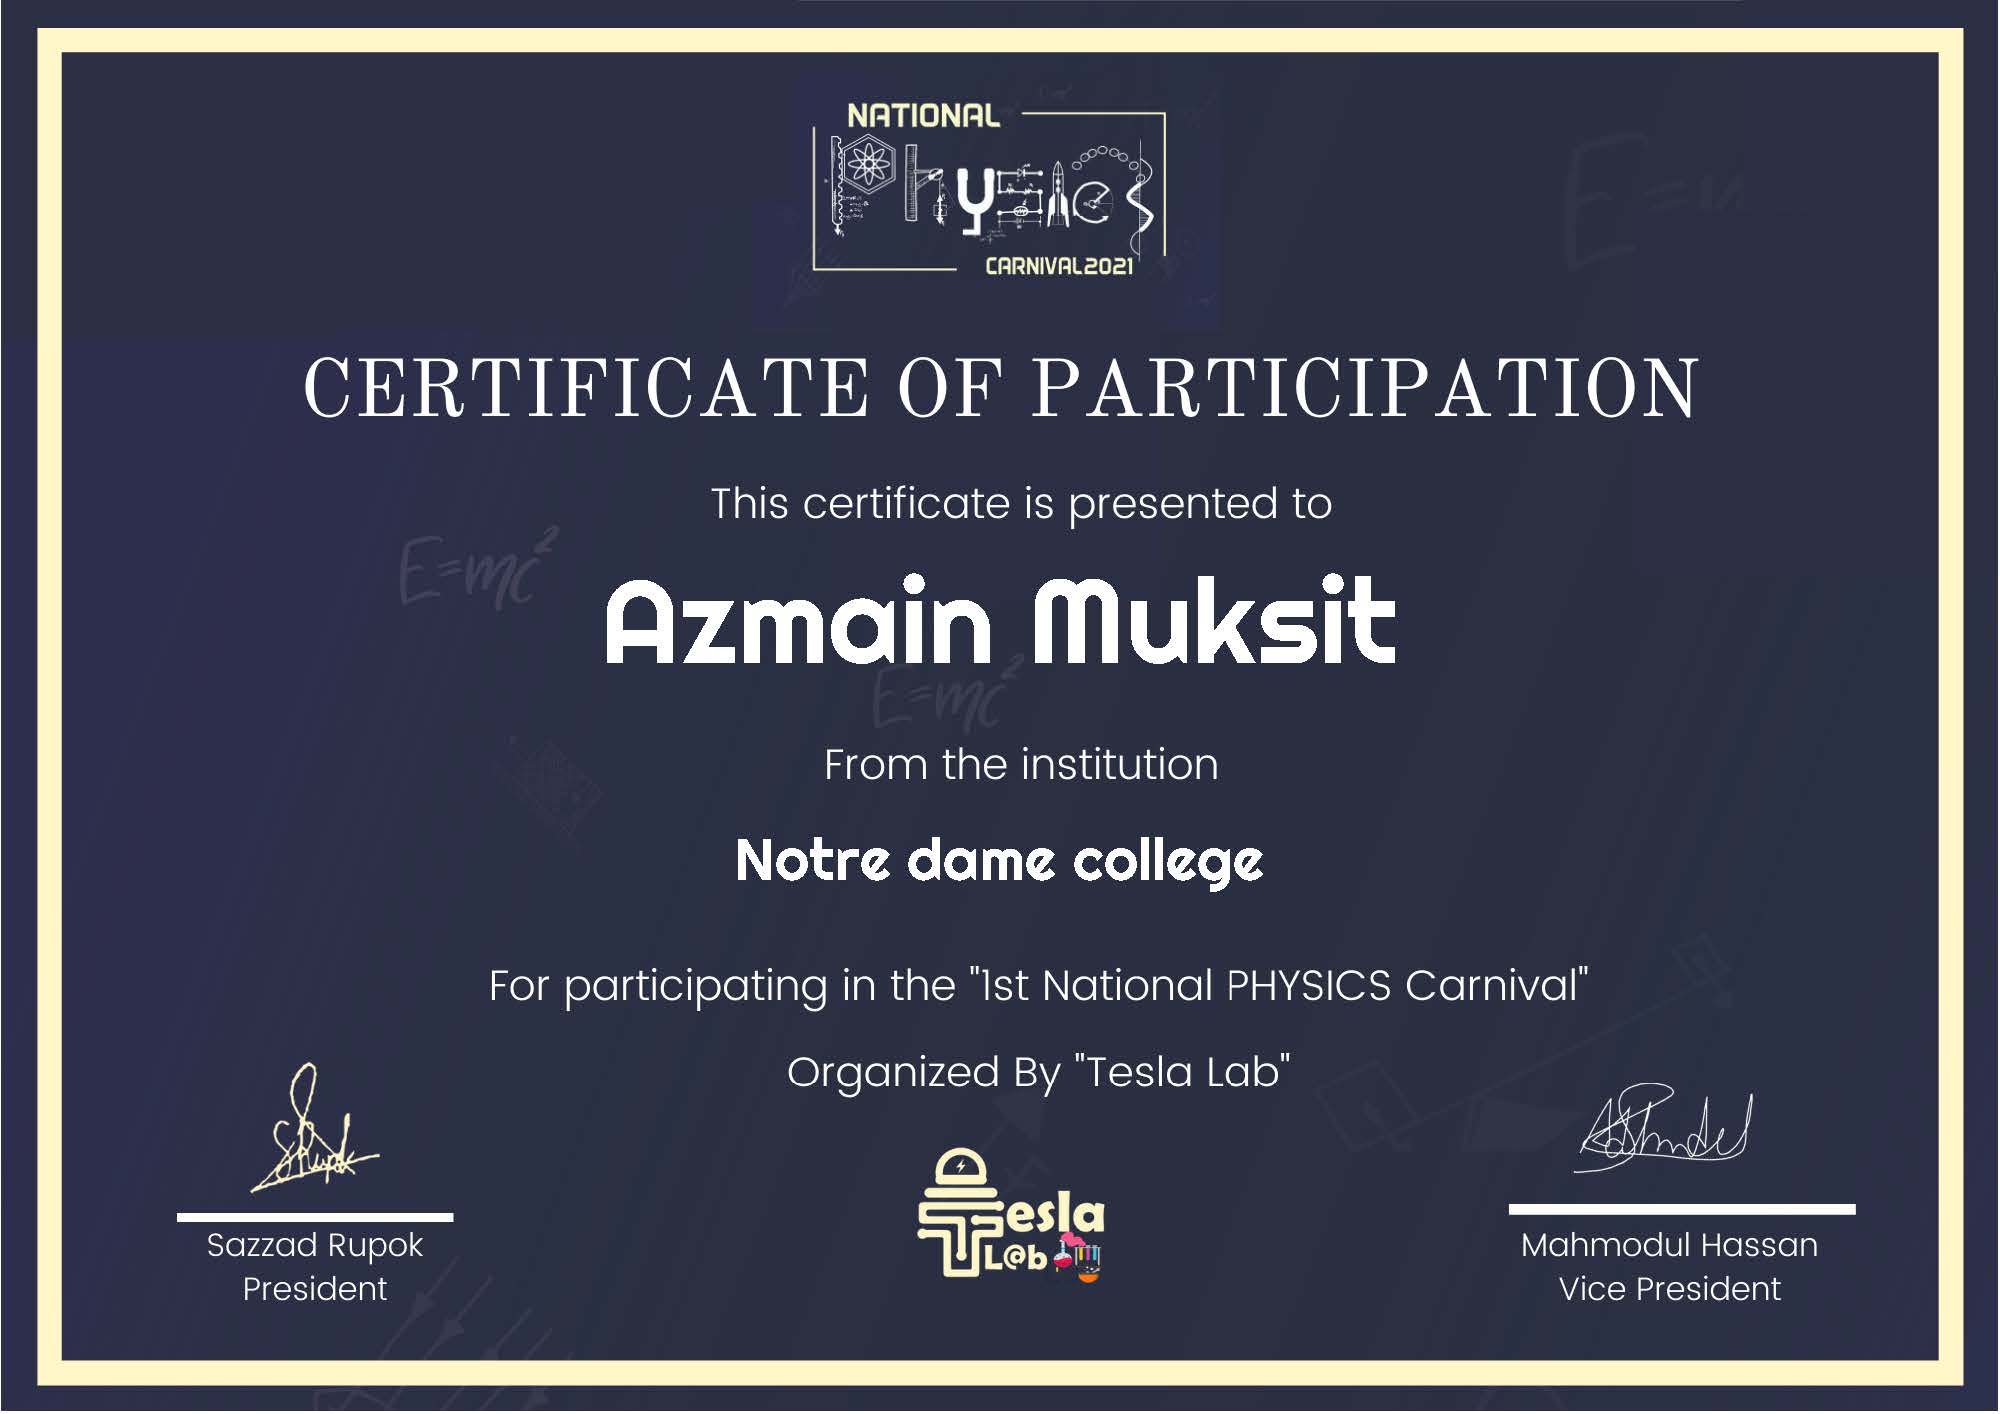 NATIONAL
Physics
CARNIVAL2021
CERTIFICATE OF PARTICIPATION
This certificate is presented to
E=mc²
Azmain Muksit
E=mc²
From the institution
Notre dame college
For participating in the "1st National PHYSICS Carnival"
Organized By "Tesla Lab"
Tesla
L@b
Sazzad Rupok
President
Mahmodul Hassan
Vice President